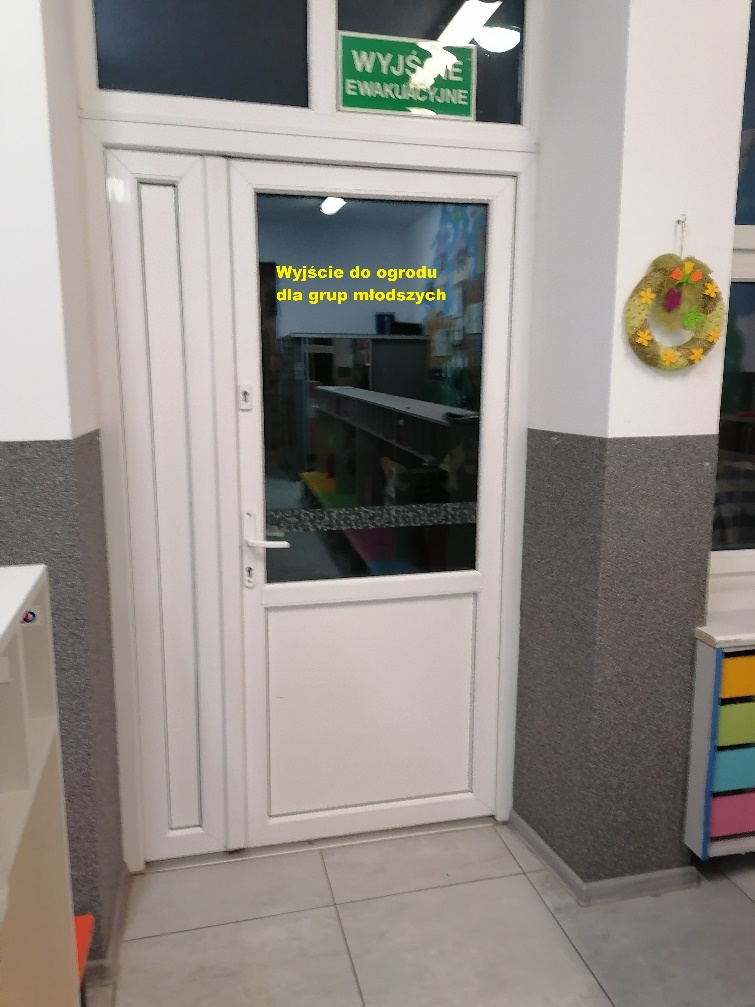 WYJŚCIE
EWAKUACYJNE
Wyjście do ogrodu
dla grup młodszych